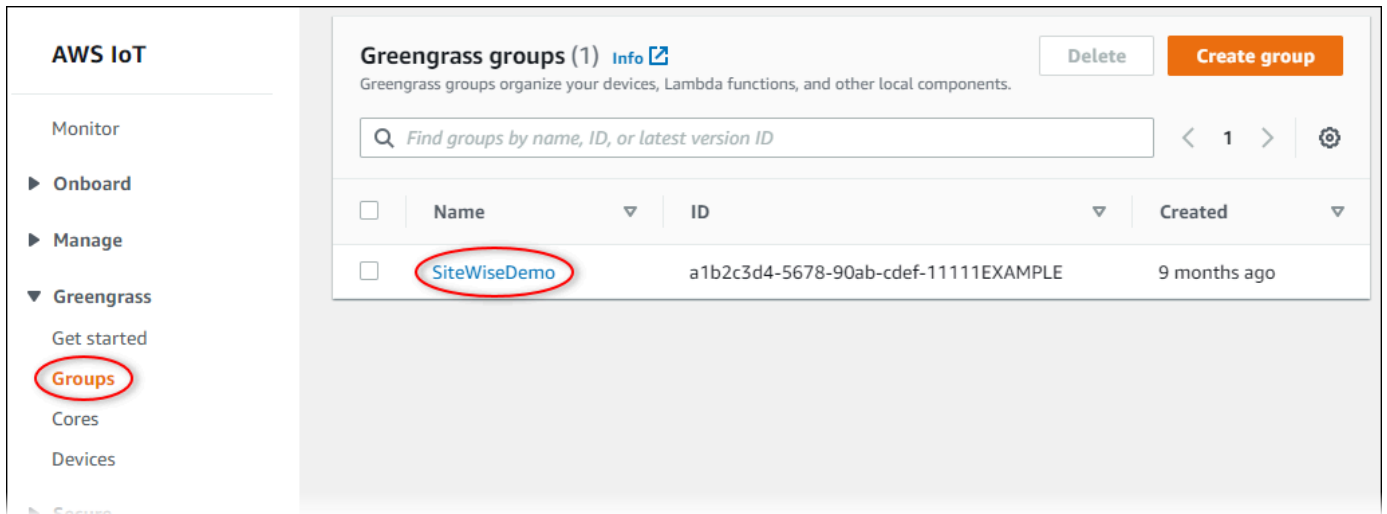 AWS IoT
Monitor
Onboard
Manage
Greengrass
Get started
Groups
Cores
Devices
Secure
Greengrass groups (1) Info
Greengrass groups organize your devices, Lambda functions, and other local components.
Delete
Create group
Find groups by name, ID, or latest version ID
1
Name ID Created
SiteWiseDemo a1b2c3d4-5678-90ab-cdef-11111EXAMPLE 9 months ago